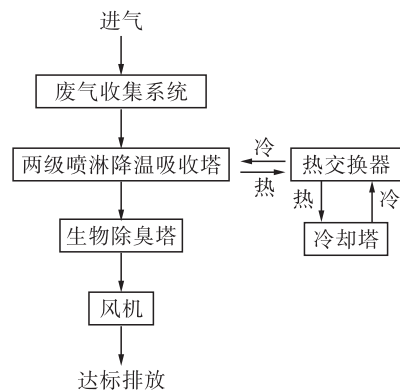 进气
废气收集系统
两级喷淋降温吸收塔
冷
热
热交换器
热
冷
冷却塔
生物除臭塔
风机
达标排放